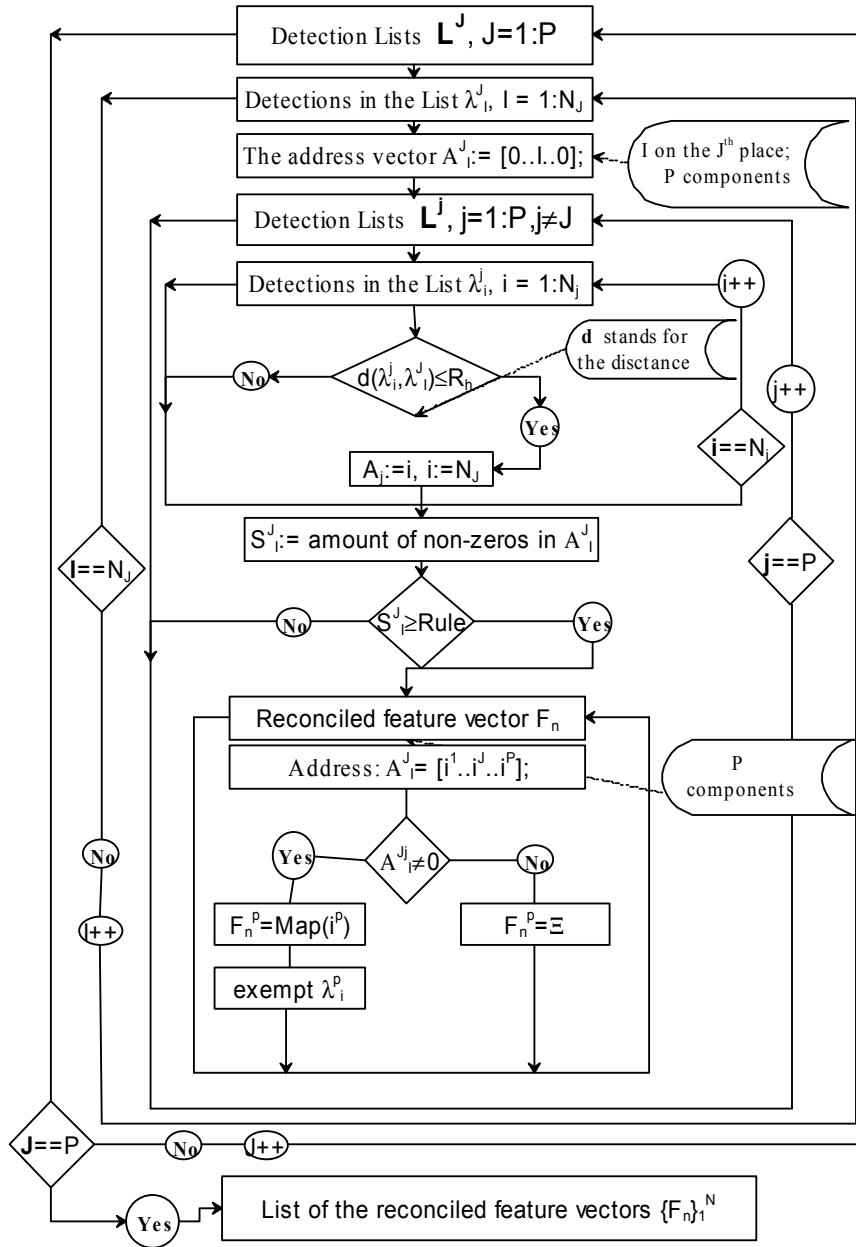 Detection Lists L^J, J=1:P
Detections in the List λ^J_I, I = 1:N_J
The address vector A^J_I:= [0..I..0];
I on the J^th place;
P components
Detection Lists L^j, j=1:P,j≠J
Detections in the List λ^j_i, i = 1:N_j
i++
d stands for
the disctance
No
d(λ^j_i,λ^J_I)≤R_h
j++
Yes
i==N_j
A_j:=i, i:=N_J
S^J_I:= amount of non-zeros in A^J_I
I==N_J
j==P
No
S^J_I≥Rule
Yes
Reconciled feature vector F_n
Address: A^J_I= [i^1..i^J..i^P];
P
components
No
Yes
A^Jj_I≠0
No
I++
F_n^p=Map(i^p)
F_n^p=Ξ
exempt λ^p_i
J==P
No
J++
Yes
List of the reconciled feature vectors {F_n}_1^N